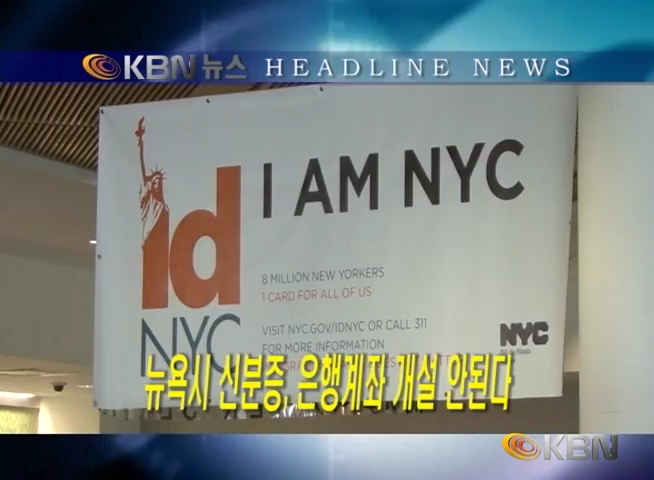 KBN 뉴스 HEADLINE NEWS
I AM NYC
id
NYC
8 MILLION NEW YORKERS
1 CARD FOR ALL OF US
VISIT NYC.GOV/IDNYC OR CALL 311
FOR MORE INFORMATION
NYC
뉴욕시 신분증, 은행계좌 개설 안된다
KBN